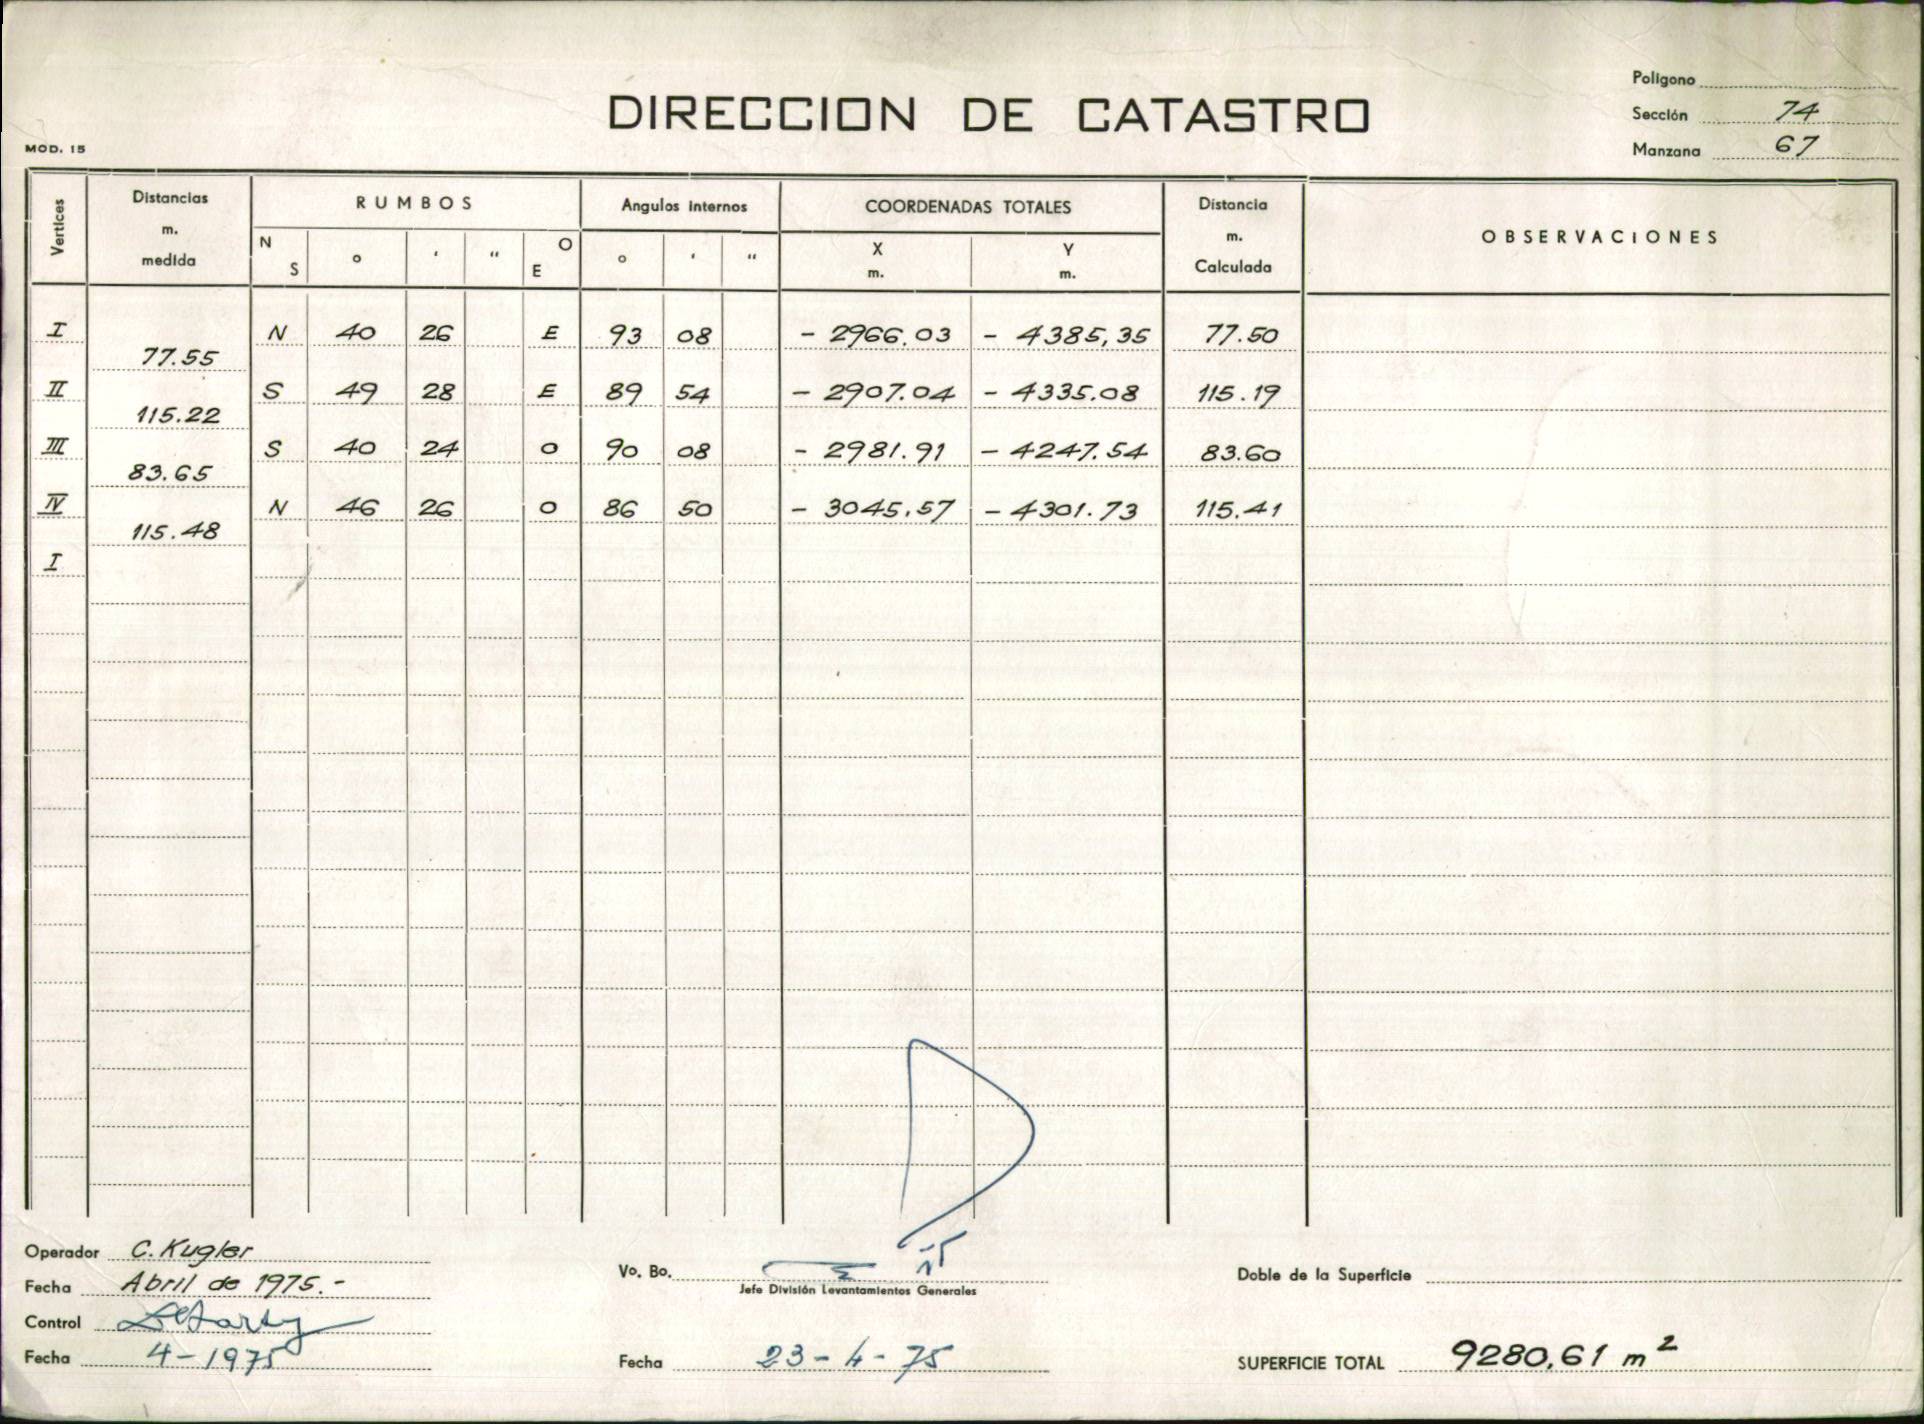 Polígono
DIRECCION DE CATASTRO
Sección 74
MOD. 15
Manzana 67
Vertices Distancias m. medida RUMBOS Angulos internos COORDENADAS TOTALES Distancia m. Calculada OBSERVACIONES
N S ° ' " O E ° ' " X m. Y m.
I N 40 26 E 93 08 - 2966.03 - 4385,35 77.50
77.55
II S 49 28 E 89 54 - 2907.04 - 4335.08 115.19
115.22
III S 40 24 O 90 08 - 2981.91 - 4247.54 83.60
83.65
IV N 46 26 O 86 50 - 3045.57 - 4301.73 115.41
115.48
I
Operador C. Kugler
Fecha Abril de 1975.-
Control
Fecha 4-1975
Vo. Bo.
Jefe División Levantamientos Generales
Fecha 23-4-75
Doble de la Superficie
SUPERFICIE TOTAL 9280.61 m²